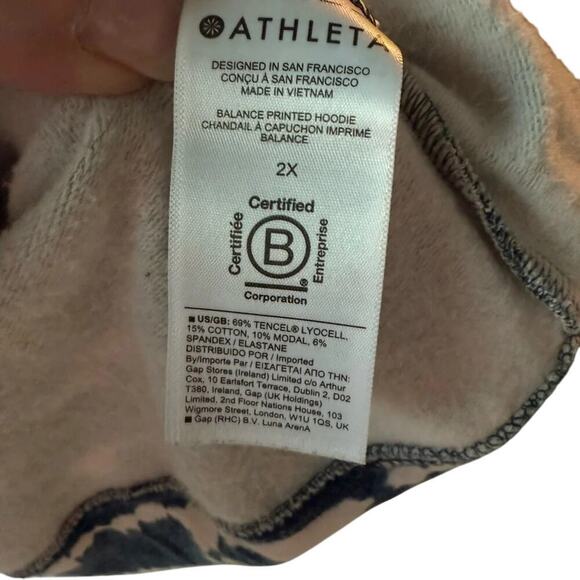 ATHLETA
DESIGNED IN SAN FRANCISCO
CONÇU À SAN FRANCISCO
MADE IN VIETNAM
BALANCE PRINTED HOODIE
CHANDAIL À CAPUCHON IMPRIMÉ
BALANCE
2X
Certified
Certifiée
B
Entreprise
®
Corporation
■ US/GB: 69% TENCEL® LYOCELL,
15% COTTON, 10% MODAL, 6%
SPANDEX / ELASTANE
DISTRIBUIDO POR / Imported
By/Importe Par / ΕΙΣΑΓΕΤΑΙ ΑΠΟ ΤΗΝ:
Gap Stores (Ireland) Limited c/o Arthur
Cox, 10 Earlsfort Terrace, Dublin 2, D02
T380, Ireland, Gap (UK Holdings)
Limited, 2nd Floor Nations House, 103
Wigmore Street, London, W1U 1QS, UK
■ Gap (RHC) B.V. Luna ArenA